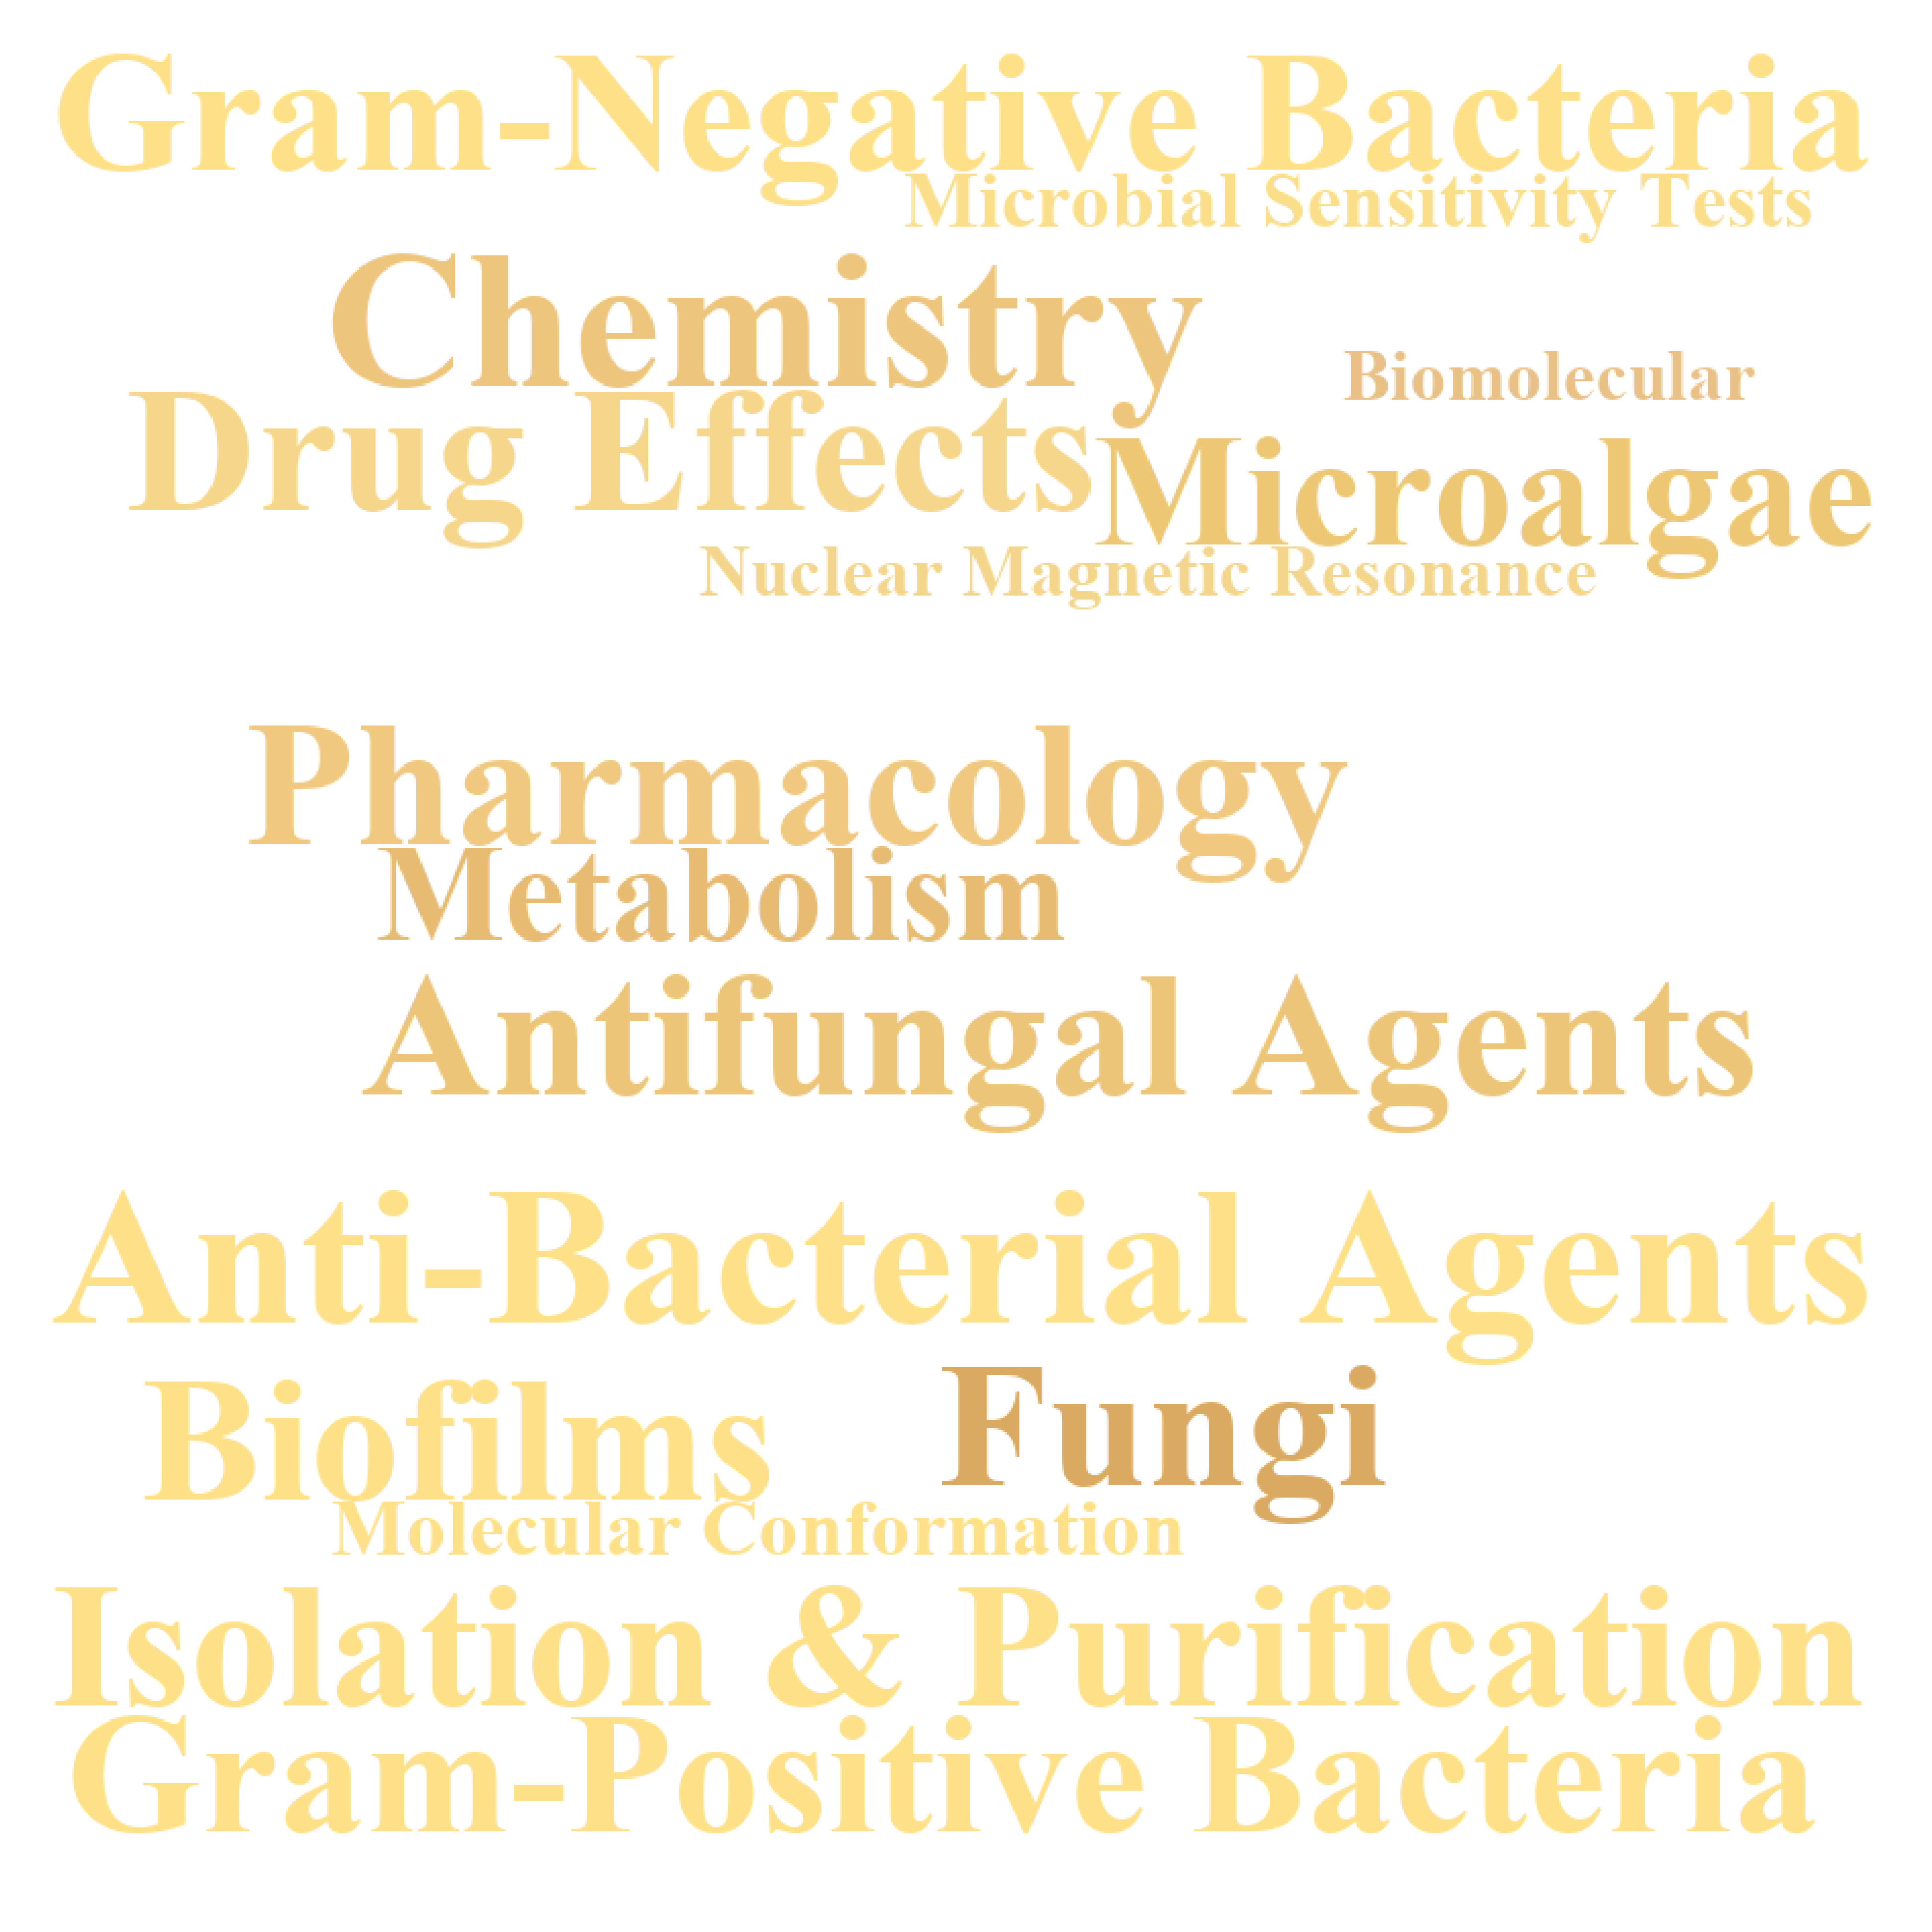 Gram-Negative Bacteria
Microbial Sensitivity Tests
Chemistry
Biomolecular
Drug Effects
Microalgae
Nuclear Magnetic Resonance
Pharmacology
Metabolism
Antifungal Agents
Anti-Bacterial Agents
Biofilms
Fungi
Molecular Conformation
Isolation & Purification
Gram-Positive Bacteria